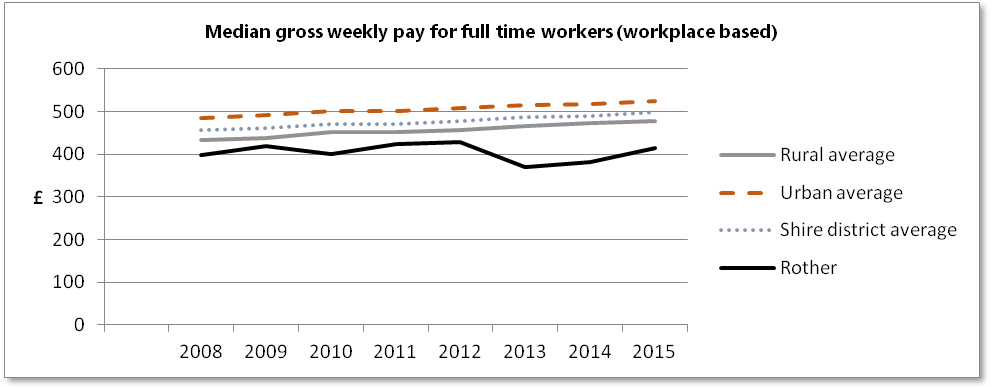 Median gross weekly pay for full time workers (workplace based)
600
500
400
300
200
100
0
£
2008 2009 2010 2011 2012 2013 2014 2015
Rural average
Urban average
Shire district average
Rother